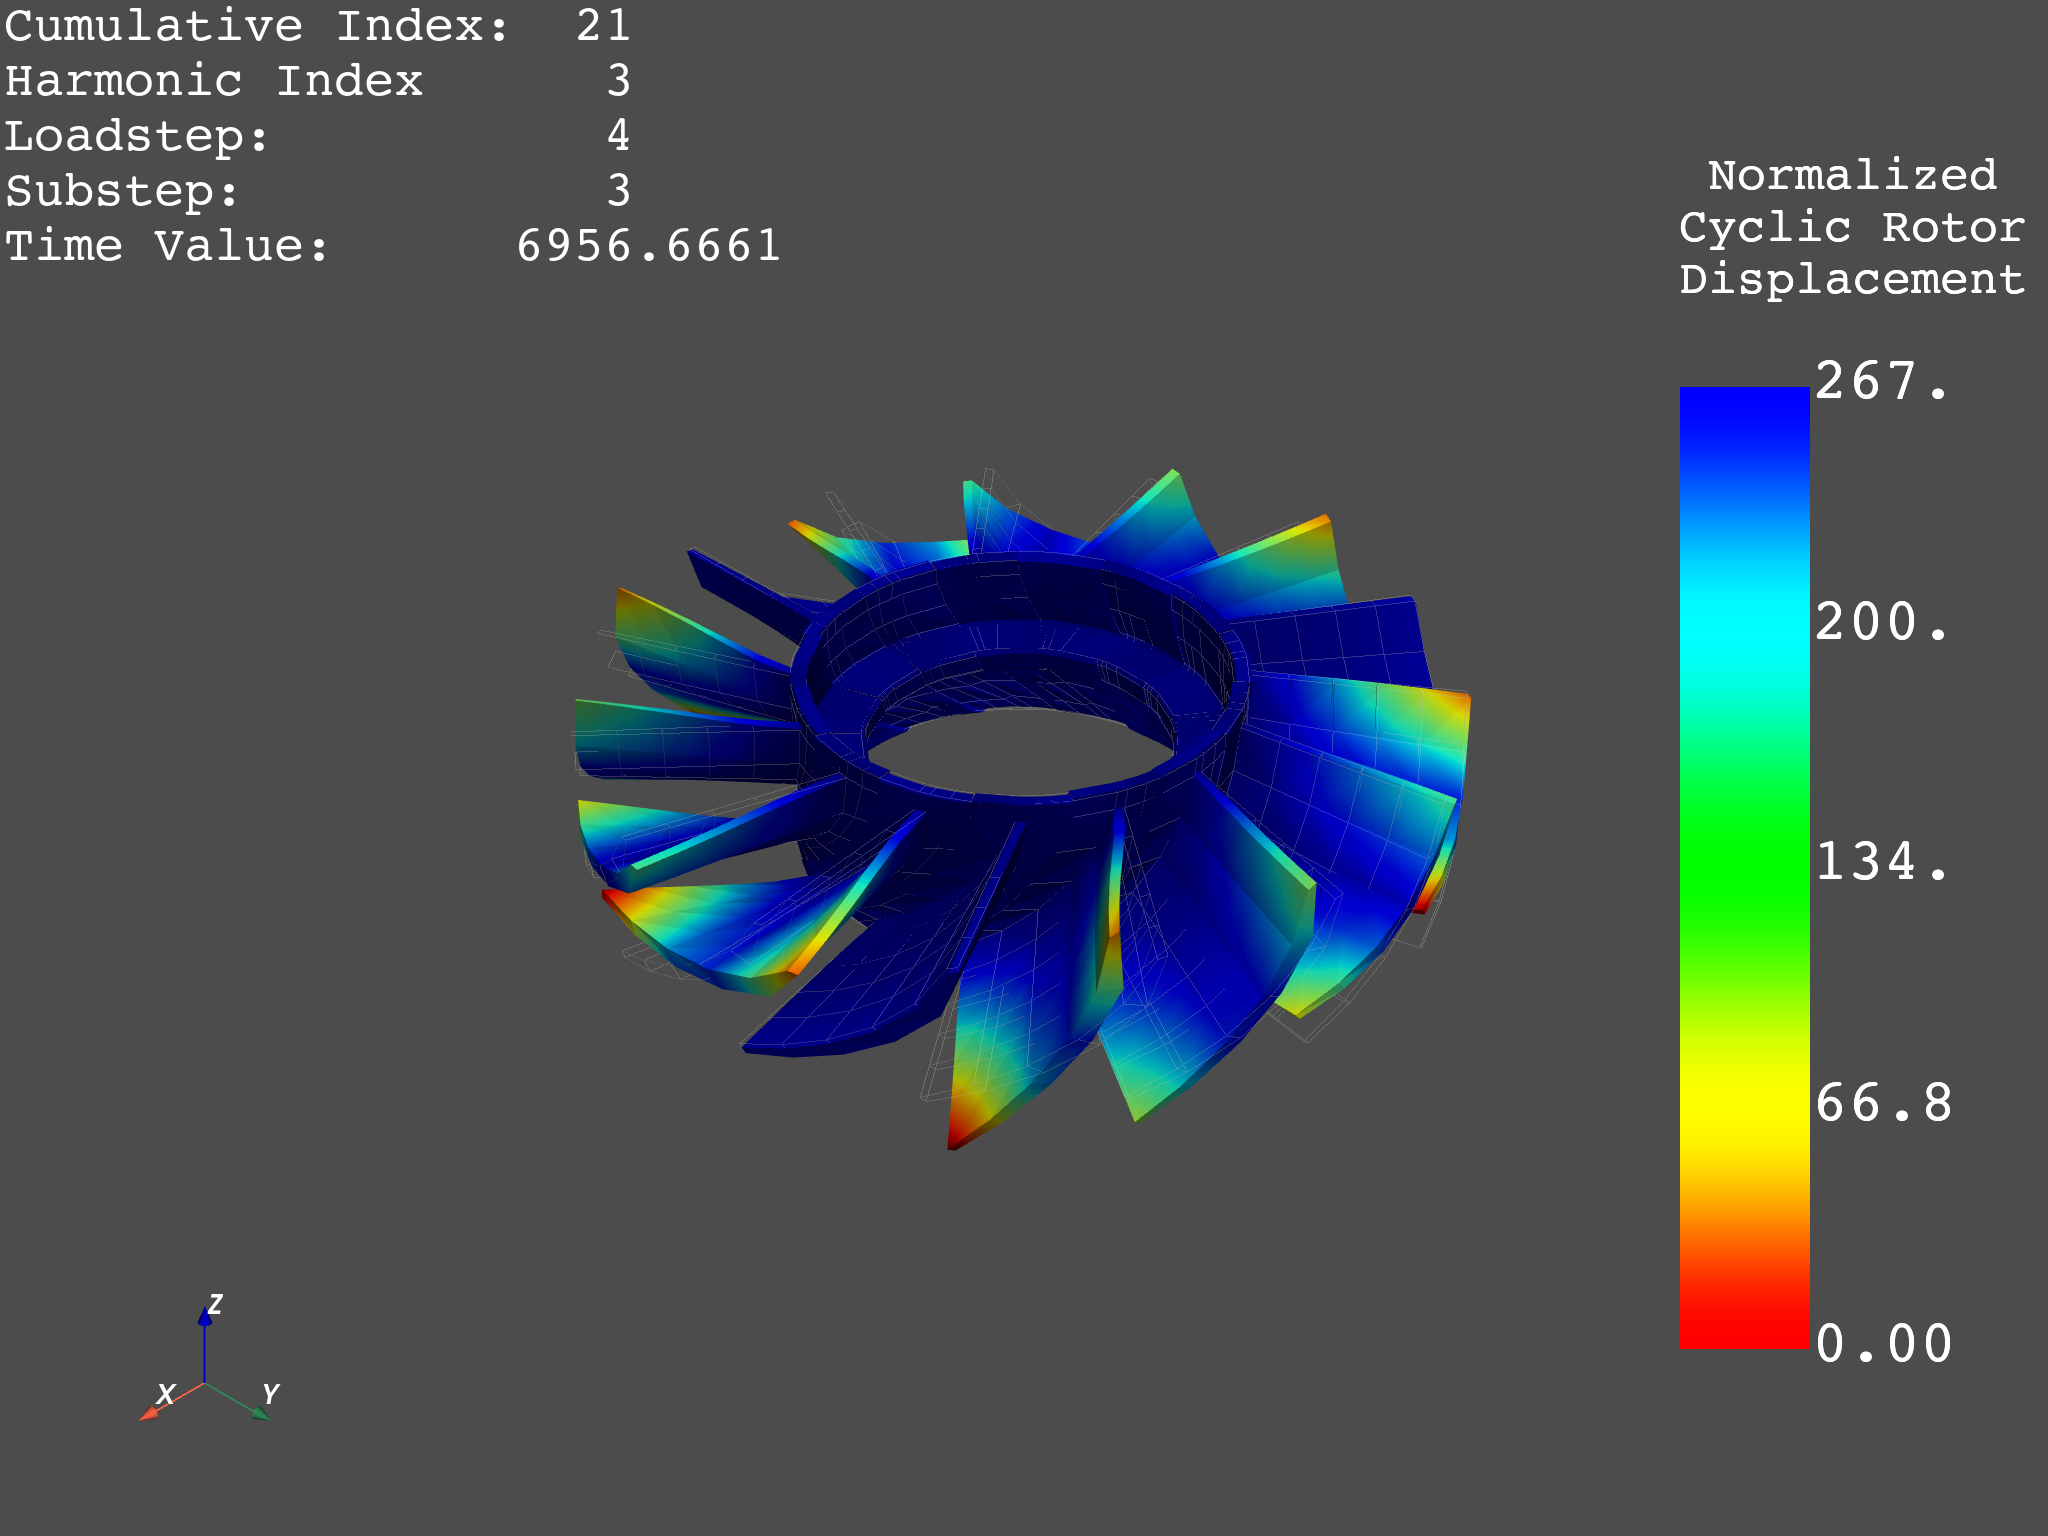 Cumulative Index: 21
Harmonic Index 3
Loadstep: 4
Substep: 3
Time Value: 6956.6661
Normalized
Cyclic Rotor
Displacement
267.
200.
134.
66.8
0.00
Z
X
Y